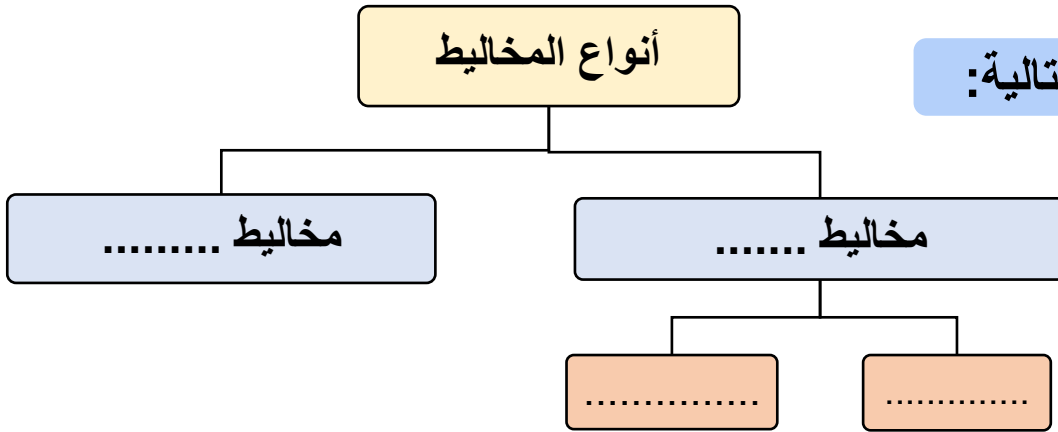 أنواع المخاليط
تالية:
مخاليط .......
مخاليط .........
..............
...............